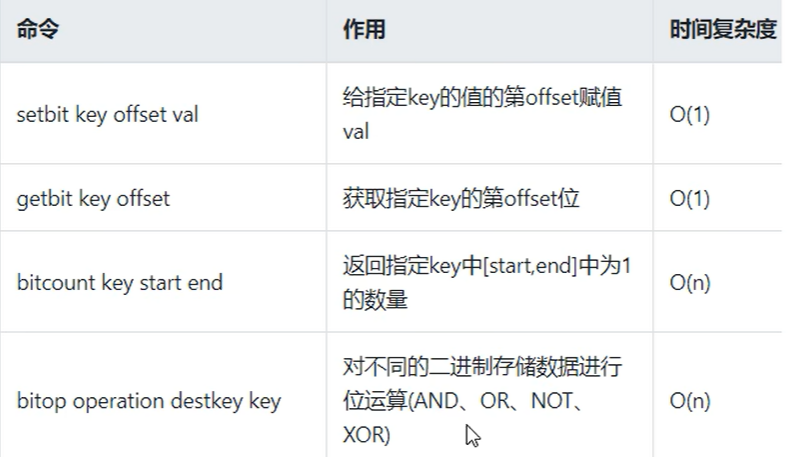 命令 作用 时间复杂度
给指定key的值的第offset赋值
setbit key offset val O(1)
val
getbit key offset 获取指定key的第offset位 O(1)
返回指定key中[start,end]中为1
bitcount key start end O(n)
的数量
对不同的二进制存储数据进行
bitop operation destkey key 位运算(AND、OR、NOT、 O(n)
XOR)